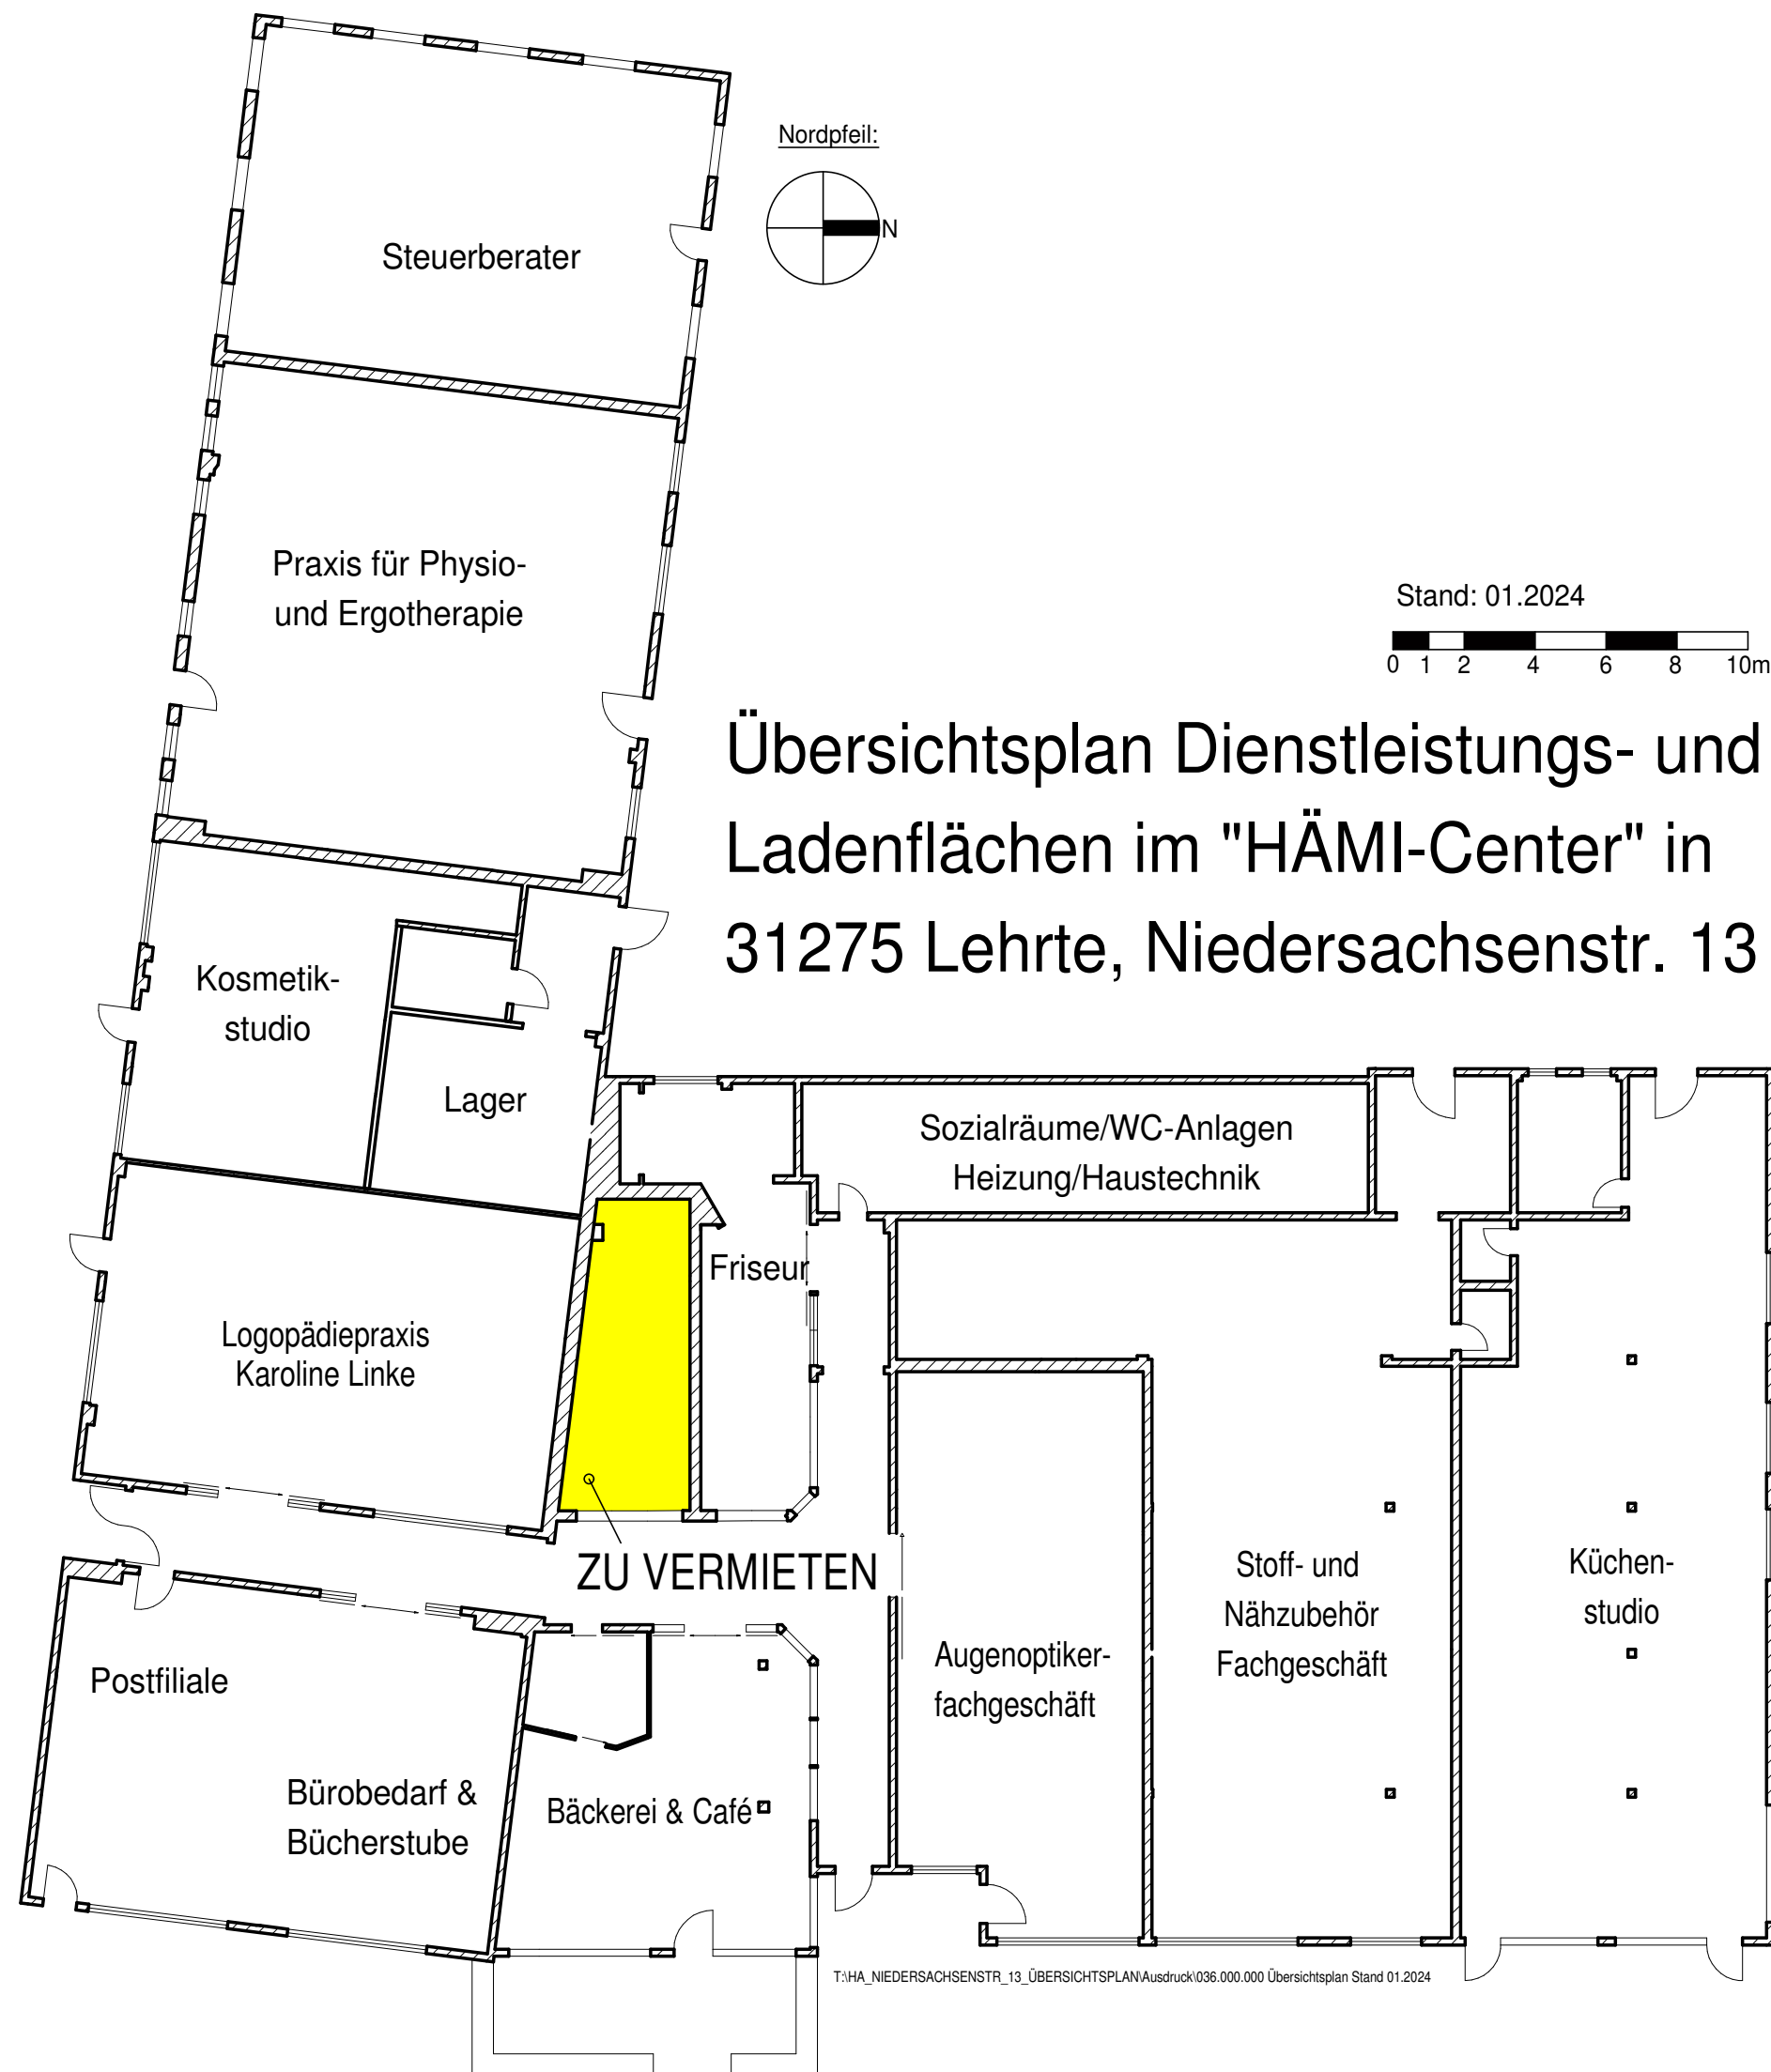 Nordpfeil:
N
Steuerberater
Praxis für Physio-
und Ergotherapie
Stand: 01.2024
0 1 2 4 6 8 10m
Übersichtsplan Dienstleistungs- und
Ladenflächen im "HÄMI-Center" in
31275 Lehrte, Niedersachsenstr. 13
Kosmetik-
studio
Lager
Sozialräume/WC-Anlagen
Heizung/Haustechnik
Friseur
Logopädiepraxis
Karoline Linke
ZU VERMIETEN
Stoff- und
Nähzubehör
Fachgeschäft
Küchen-
studio
Augenoptiker-
fachgeschäft
Postfiliale
Bürobedarf &
Bücherstube
Bäckerei & Café
T:\HA_NIEDERSACHSENSTR_13_ÜBERSICHTSPLAN\Ausdruck\036.000.000 Übersichtsplan Stand 01.2024